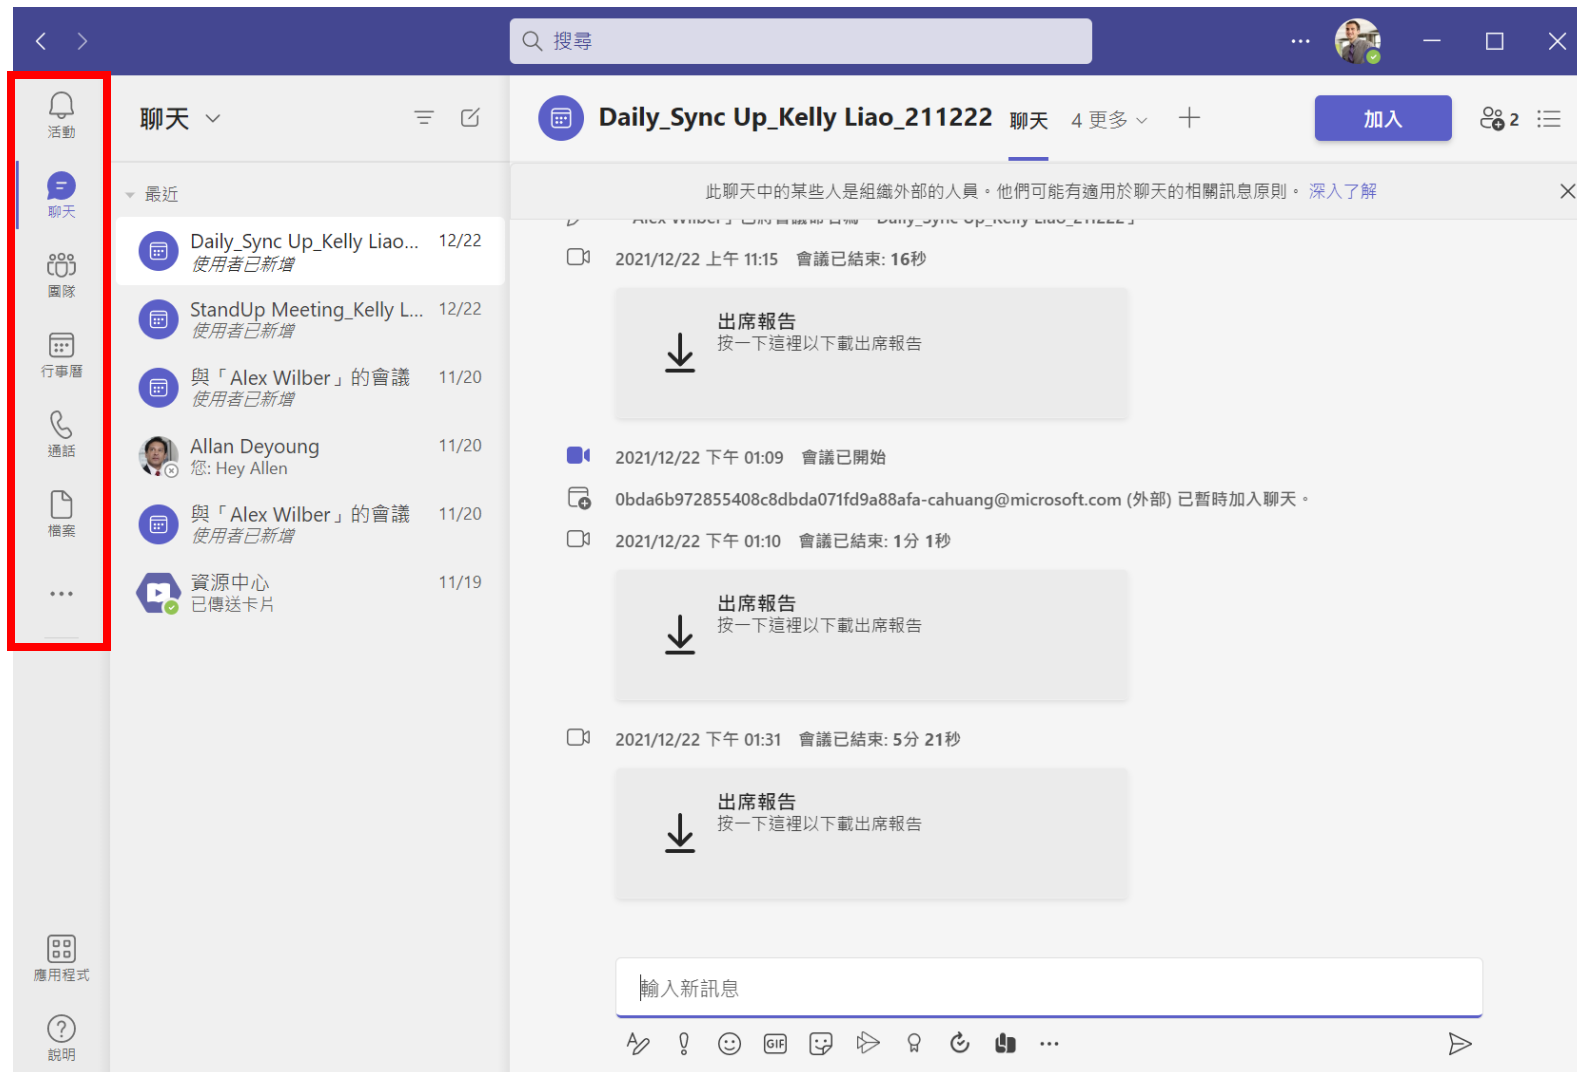 搜尋
活動
聊天
團隊
行事曆
通話
檔案
應用程式
說明
聊天
最近
Daily_Sync Up_Kelly Liao... 12/22
使用者已新增
StandUp Meeting_Kelly L... 12/22
使用者已新增
與「Alex Wilber」的會議 11/20
使用者已新增
Allan Deyoung 11/20
您: Hey Allen
與「Alex Wilber」的會議 11/20
使用者已新增
資源中心 11/19
已傳送卡片
Daily_Sync Up_Kelly Liao_211222 聊天 4 更多 加入 2
此聊天中的某些人是組織外部的人員。他們可能有適用於聊天的相關訊息原則。 深入了解
Alex Wilber」已將會議命名為「Daily_Sync Up_Kelly Liao_211222」
2021/12/22 上午 11:15 會議已結束: 16秒
出席報告
按一下這裡以下載出席報告
2021/12/22 下午 01:09 會議已開始
0bda6b972855408c8dbda071fd9a88afa-cahuang@microsoft.com (外部) 已暫時加入聊天。
2021/12/22 下午 01:10 會議已結束: 1分 1秒
出席報告
按一下這裡以下載出席報告
2021/12/22 下午 01:31 會議已結束: 5分 21秒
出席報告
按一下這裡以下載出席報告
輸入新訊息
GIF